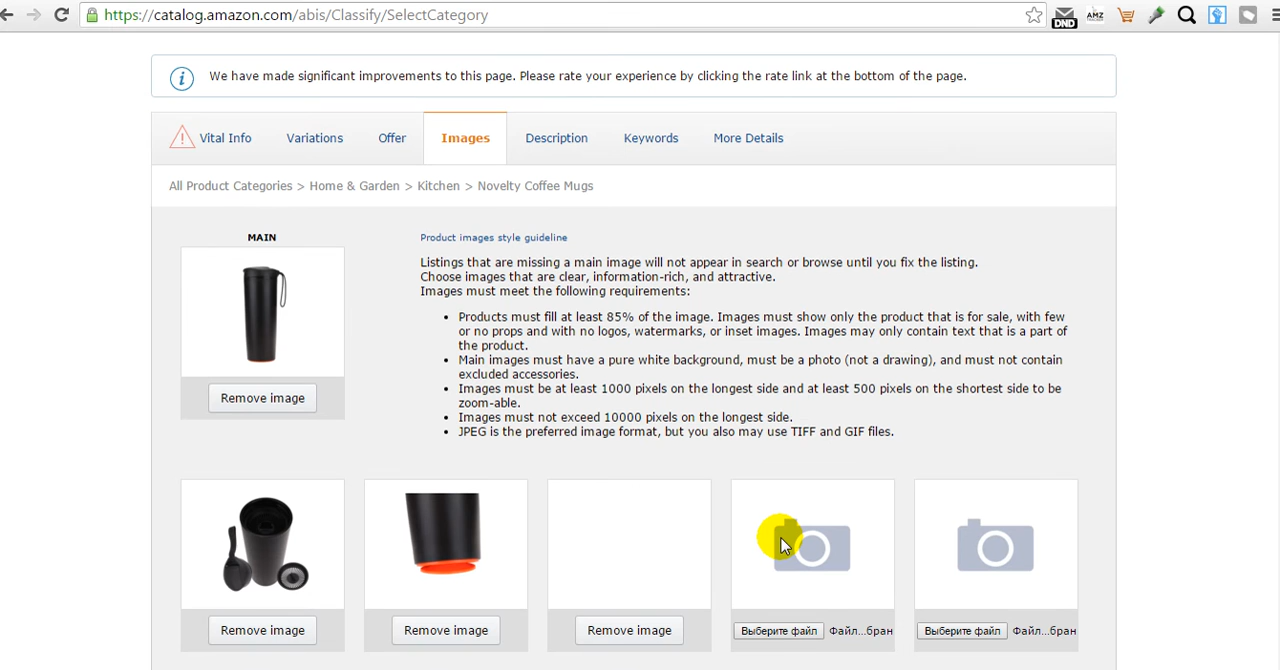 https://catalog.amazon.com/abis/Classify/SelectCategory
DND
AMZ
We have made significant improvements to this page. Please rate your experience by clicking the rate link at the bottom of the page.
Vital Info Variations Offer Images Description Keywords More Details
All Product Categories > Home & Garden > Kitchen > Novelty Coffee Mugs
MAIN
Remove image
Product images style guideline
Listings that are missing a main image will not appear in search or browse until you fix the listing.
Choose images that are clear, information-rich, and attractive.
Images must meet the following requirements:
• Products must fill at least 85% of the image. Images must show only the product that is for sale, with few
or no props and with no logos, watermarks, or inset images. Images may only contain text that is a part of
the product.
• Main images must have a pure white background, must be a photo (not a drawing), and must not contain
excluded accessories.
• Images must be at least 1000 pixels on the longest side and at least 500 pixels on the shortest side to be
zoom-able.
• Images must not exceed 10000 pixels on the longest side.
• JPEG is the preferred image format, but you also may use TIFF and GIF files.
Remove image Remove image Remove image Выберите файл Файл...бран Выберите файл Файл...бран